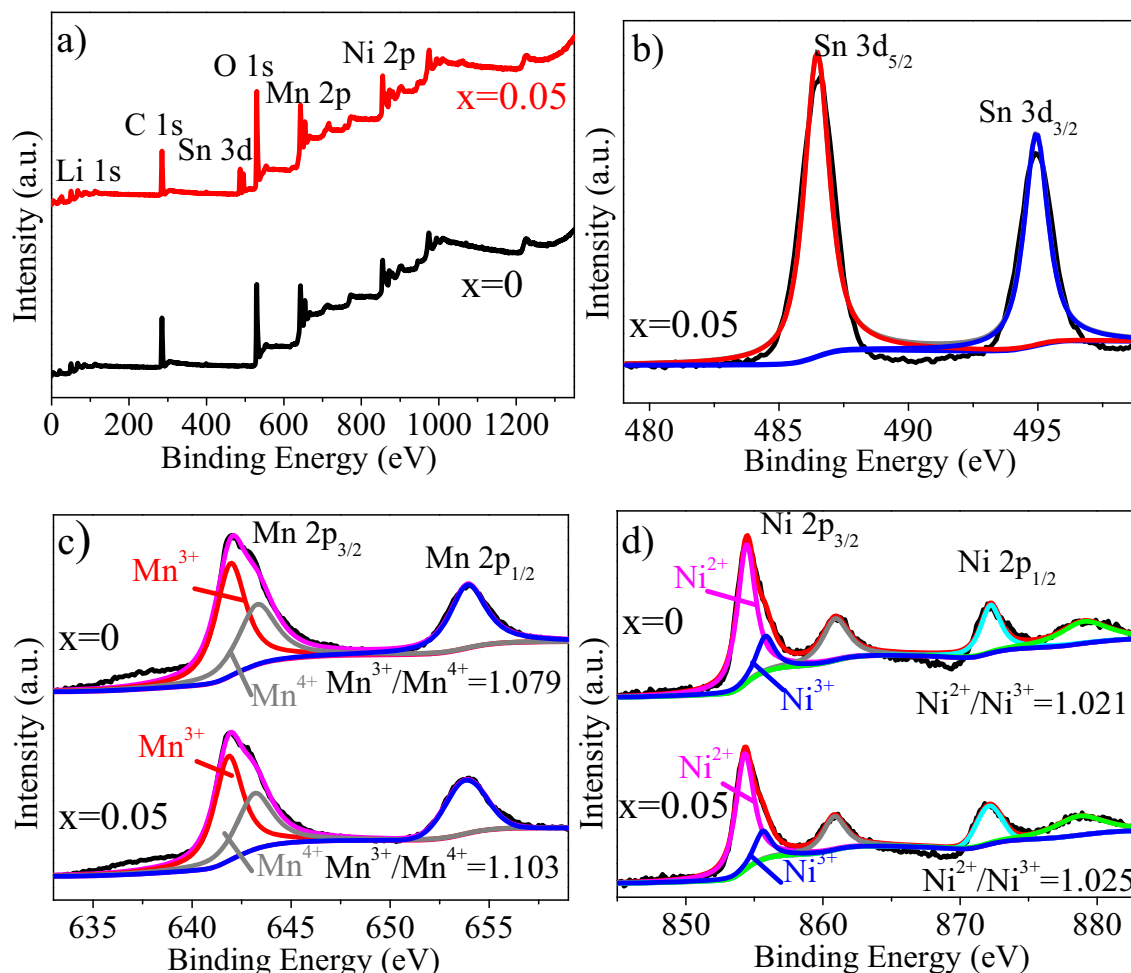 a)
O 1s
Ni 2p
Mn 2p
x=0.05
C 1s
Sn 3d
Li 1s
x=0
Intensity (a.u.)
0 200 400 600 800 1000 1200
Binding Energy (eV)
b)
Sn 3d5/2
Sn 3d3/2
x=0.05
Intensity (a.u.)
480 485 490 495
Binding Energy (eV)
c)
Mn 2p3/2
Mn³⁺
Mn 2p1/2
x=0
Mn⁴⁺
Mn³⁺/Mn⁴⁺=1.079
Mn³⁺
x=0.05
Mn⁴⁺
Mn³⁺/Mn⁴⁺=1.103
Intensity (a.u.)
635 640 645 650 655
Binding Energy (eV)
d)
Ni 2p3/2
Ni²⁺
Ni 2p1/2
x=0
Ni³⁺
Ni²⁺/Ni³⁺=1.021
Ni²⁺
x=0.05
Ni³⁺
Ni²⁺/Ni³⁺=1.025
Intensity (a.u.)
850 860 870 880
Binding Energy (eV)